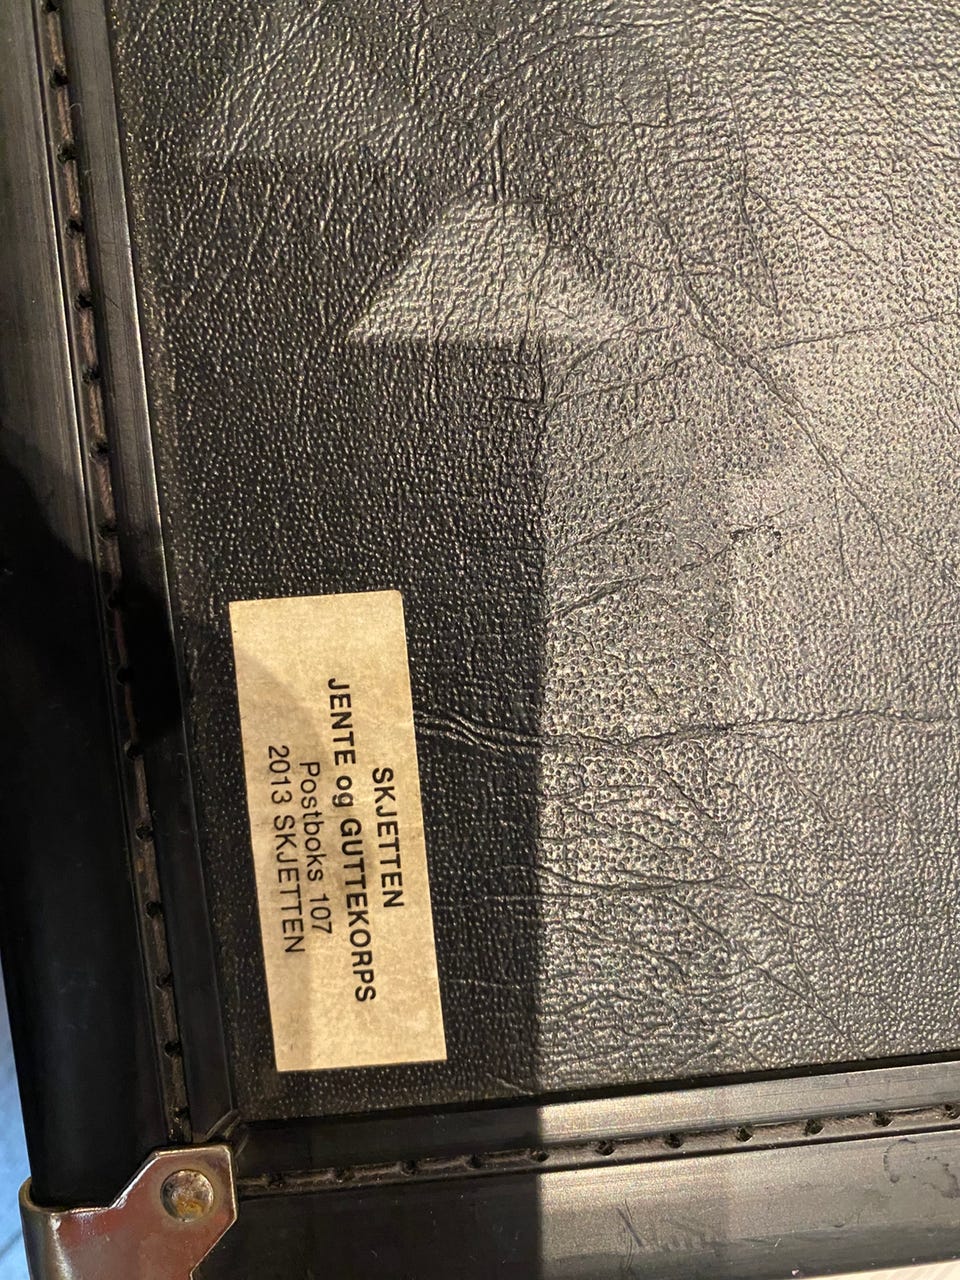 SKJETTEN
JENTE og GUTTEKORPS
Postboks 107
2013 SKJETTEN